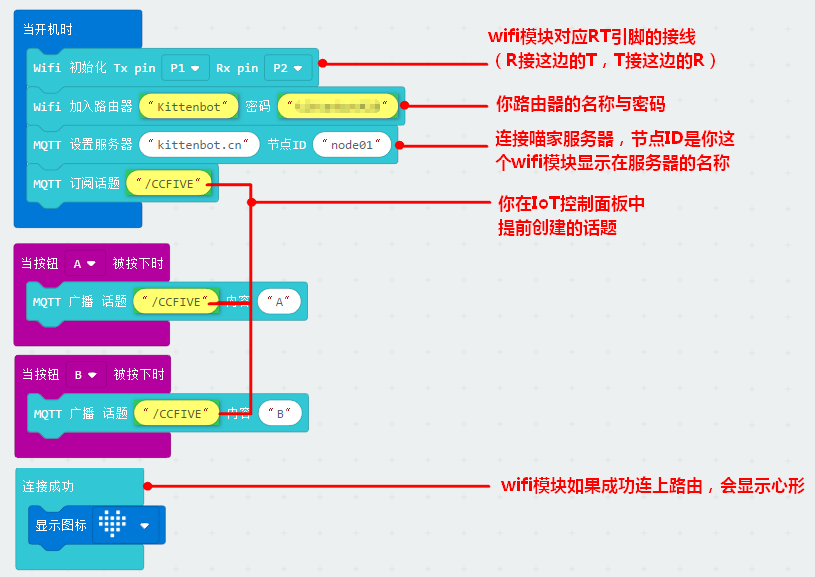 当开机时
Wifi 初始化 Tx pin P1 Rx pin P2
wifi模块对应RT引脚的接线
（R接这边的T，T接这边的R）
Wifi 加入路由器 “Kittenbot” 密码 “ ”
你路由器的名称与密码
MQTT 设置服务器 “kittenbot.cn” 节点ID “node01”
连接喵家服务器，节点ID是你这
个wifi模块显示在服务器的名称
MQTT 订阅话题 “/CCFIVE”
你在IoT控制面板中
提前创建的话题
当按钮 A 被按下时
MQTT 广播 话题 “/CCFIVE” 内容 “A”
当按钮 B 被按下时
MQTT 广播 话题 “/CCFIVE” 内容 “B”
连接成功
wifi模块如果成功连上路由，会显示心形
显示图标